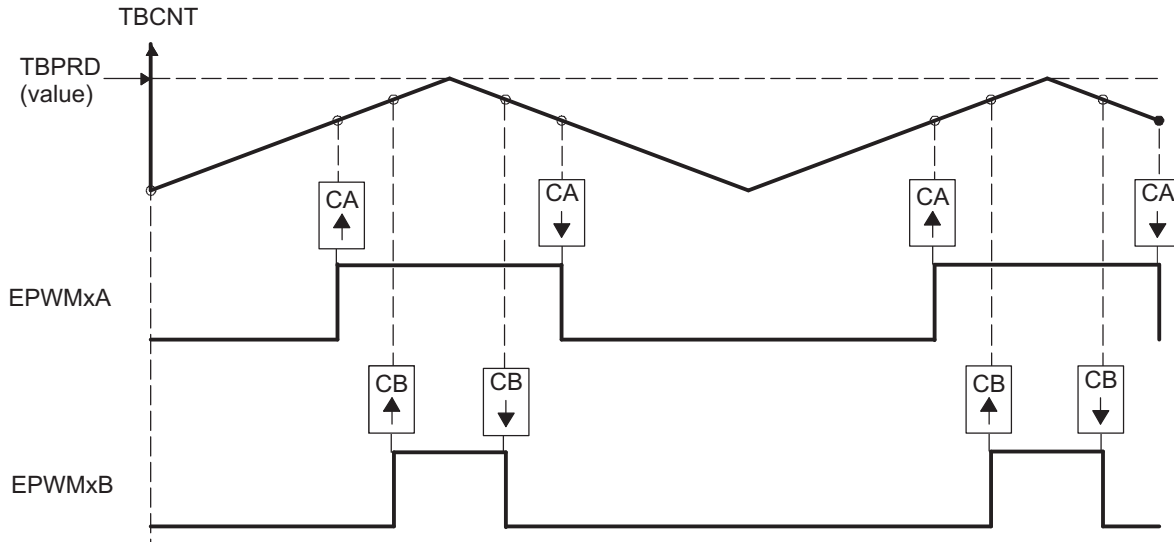 TBCNT
TBPRD
(value)
CA
CA
CA
CA
EPWMxA
CB
CB
CB
CB
EPWMxB